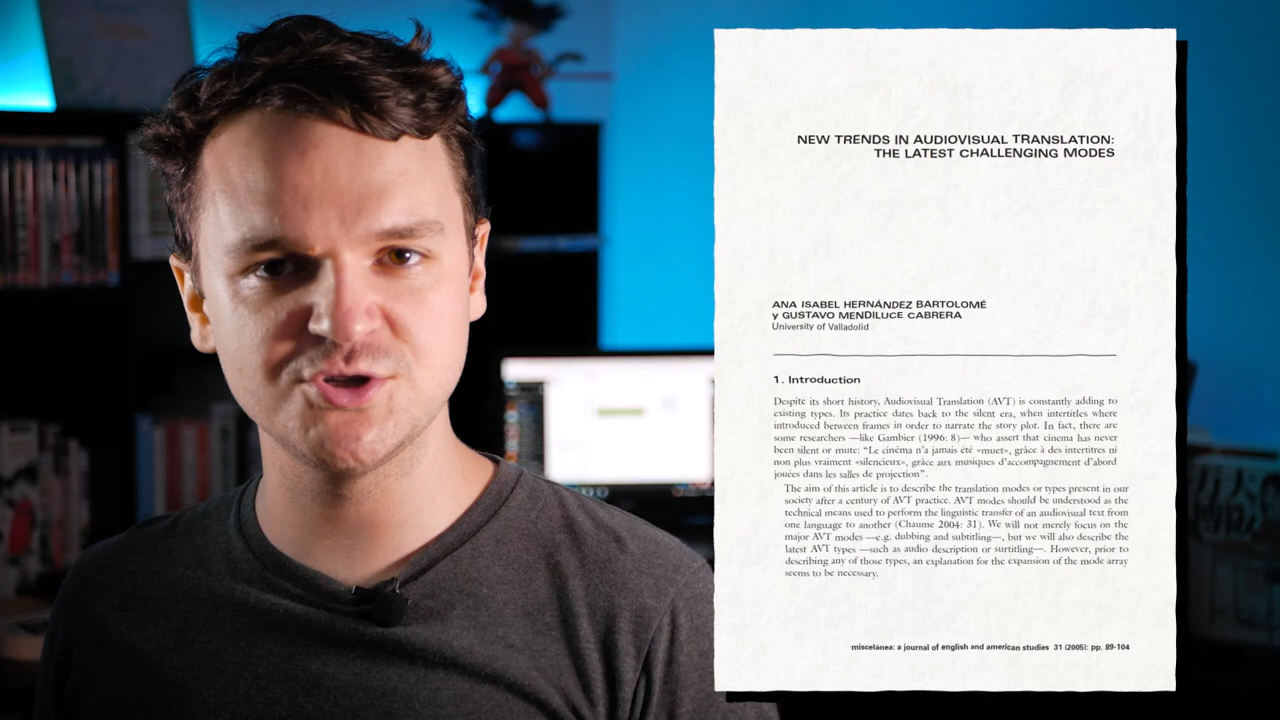 NEW TRENDS IN AUDIOVISUAL TRANSLATION:
THE LATEST CHALLENGING MODES
ANA ISABEL HERNÁNDEZ BARTOLOMÉ
y GUSTAVO MENDILUCE CABRERA
University of Valladolid
1. Introduction
Despite its short history, Audiovisual Translation (AVT) is constantly adding to
existing types. Its practice dates back to the silent era, when intertitles where
introduced between frames in order to narrate the story plot. In fact, there are
some researchers —like Gambier (1996: 8)— who assert that cinema has never
been silent or mute: “Le cinéma n’a jamais été «muet», grâce à des intertitres ni
non plus vraiment «silencieux», grâce aux musiques d’accompagnement d’abord
jouées dans les salles de projection”.
The aim of this article is to describe the translation modes or types present in our
society after a century of AVT practice. AVT modes should be understood as the
technical means used to perform the linguistic transfer of an audiovisual text from
one language to another (Chaume 2004: 31). We will not merely focus on the
major AVT modes —e.g. dubbing and subtitling—, but we will also describe the
latest AVT types —such as audio description or surtitling—. However, prior to
describing any of those types, an explanation for the expansion of the mode array
seems to be necessary.
miscelánea: a journal of english and american studies 31 (2005): pp. 89-104